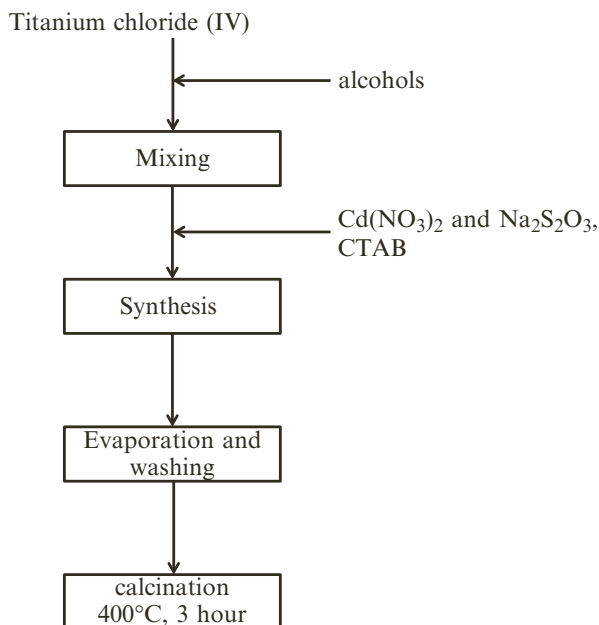 Titanium chloride (IV)
alcohols
Mixing
Cd(NO₃)₂ and Na₂S₂O₃,
CTAB
Synthesis
Evaporation and
washing
calcination
400°C, 3 hour